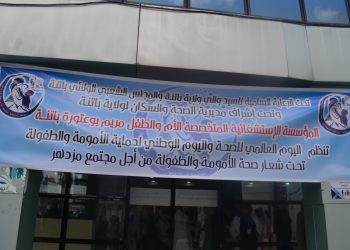 تحت الرعاية السامية للسيد والي ولاية باتنة والمجلس الشعبي الولائي باتنة
وتحت إشراف مديرية الصحة والسكان لولاية باتنة
المؤسسة الإستشفائية المتخصصة الأم والطفل مريم بوعتورة باتنة
تنظم اليوم العالمي للصحة واليوم الوطني لحماية الأمومة والطفولة
تحت شعار صحة الأمومة والطفولة من أجل مجتمع مزدهر